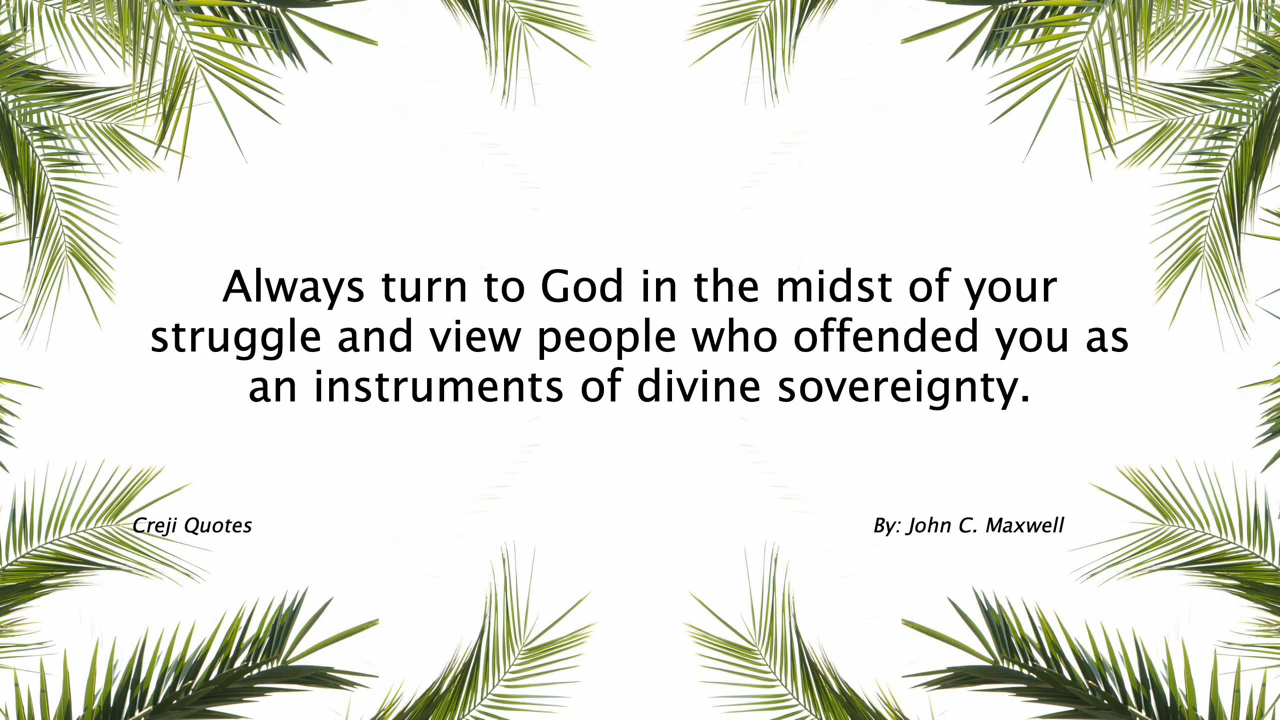 Always turn to God in the midst of your
struggle and view people who offended you as
an instruments of divine sovereignty.
Creji Quotes
By: John C. Maxwell